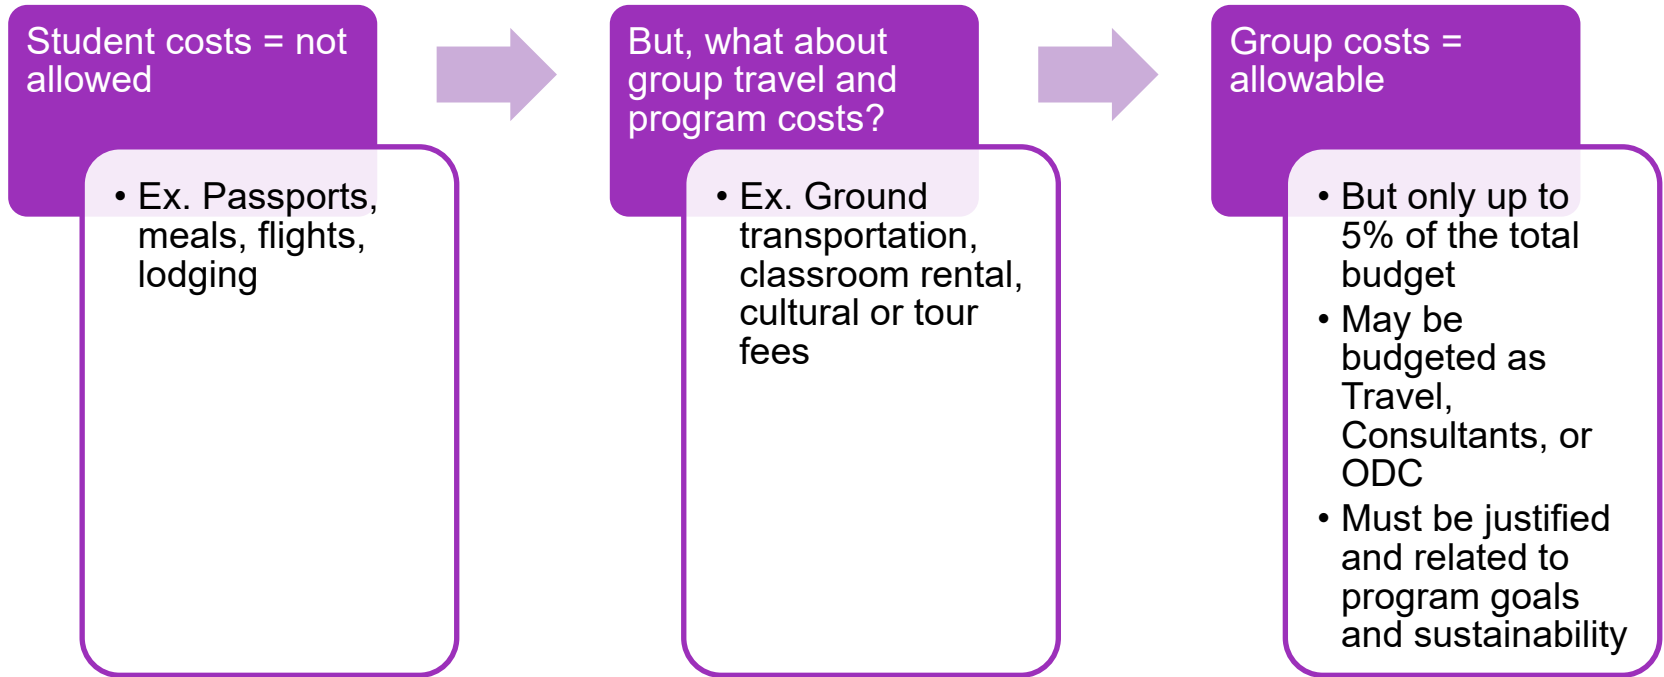 Student costs = not
allowed
• Ex. Passports,
meals, flights,
lodging
But, what about
group travel and
program costs?
• Ex. Ground
transportation,
classroom rental,
cultural or tour
fees
Group costs =
allowable
• But only up to
5% of the total
budget
• May be
budgeted as
Travel,
Consultants, or
ODC
• Must be justified
and related to
program goals
and sustainability